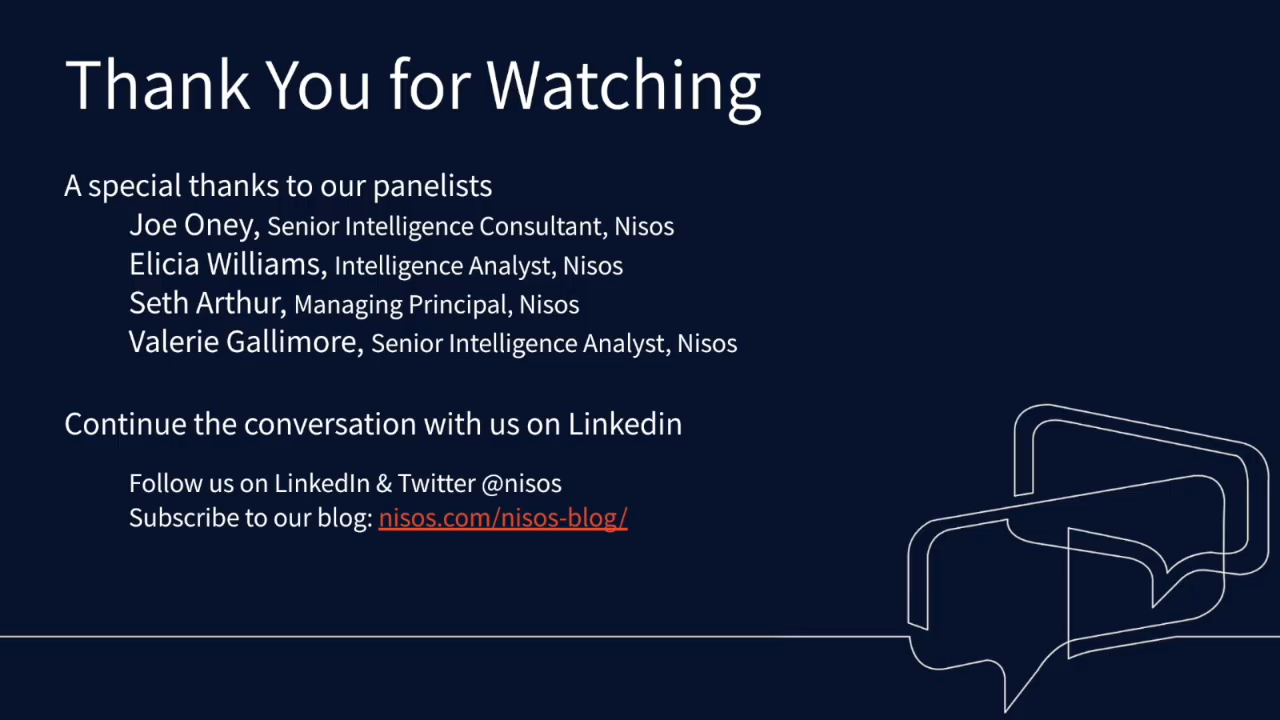 Thank You for Watching
A special thanks to our panelists
Joe Oney, Senior Intelligence Consultant, Nisos
Elicia Williams, Intelligence Analyst, Nisos
Seth Arthur, Managing Principal, Nisos
Valerie Gallimore, Senior Intelligence Analyst, Nisos
Continue the conversation with us on Linkedin
Follow us on LinkedIn & Twitter @nisos
Subscribe to our blog: nisos.com/nisos-blog/